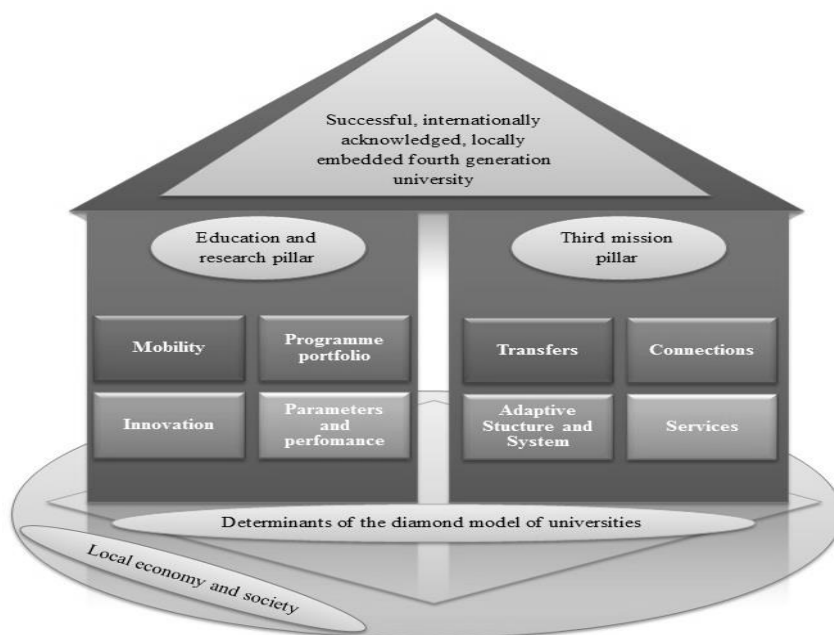 Successful, internationally
acknowledged, locally
embedded fourth generation
university
Education and
research pillar
Third mission
pillar
Mobility
Programme
portfolio
Innovation
Parameters
and
perfomance
Transfers
Connections
Adaptive
Stucture and
System
Services
Determinants of the diamond model of universities
Local economy and society